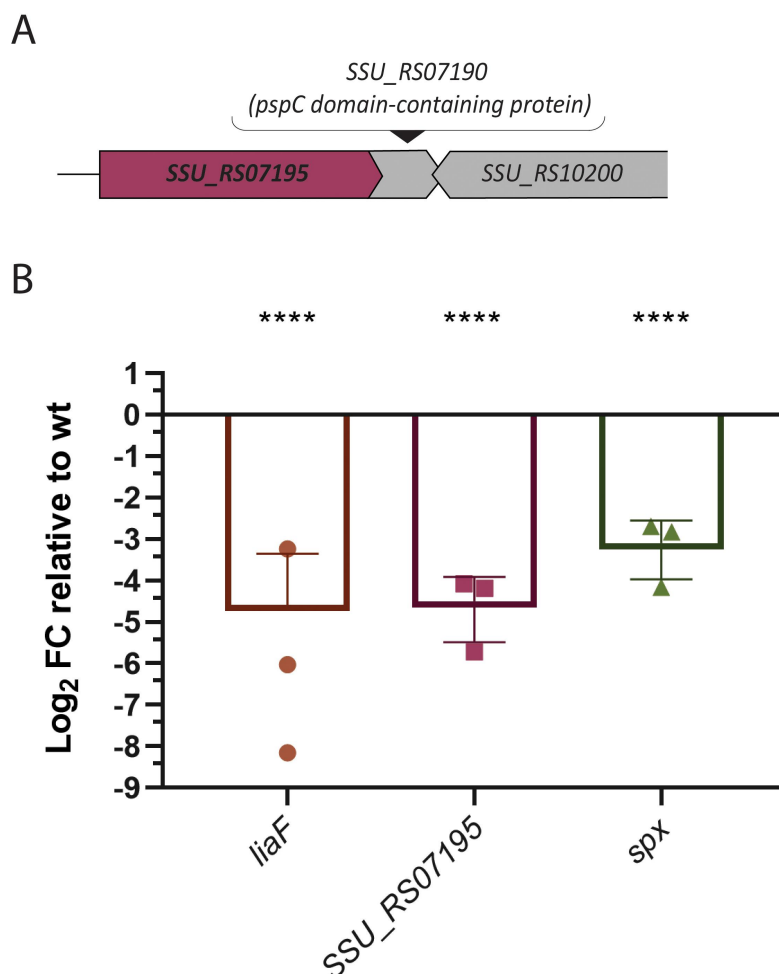 A
SSU_RS07190
(pspC domain-containing protein)
SSU_RS07195
SSU_RS10200
B
**** **** ****
Log2 FC relative to wt
1
0
-1
-2
-3
-4
-5
-6
-7
-8
-9
liaF
SSU_RS07195
spx